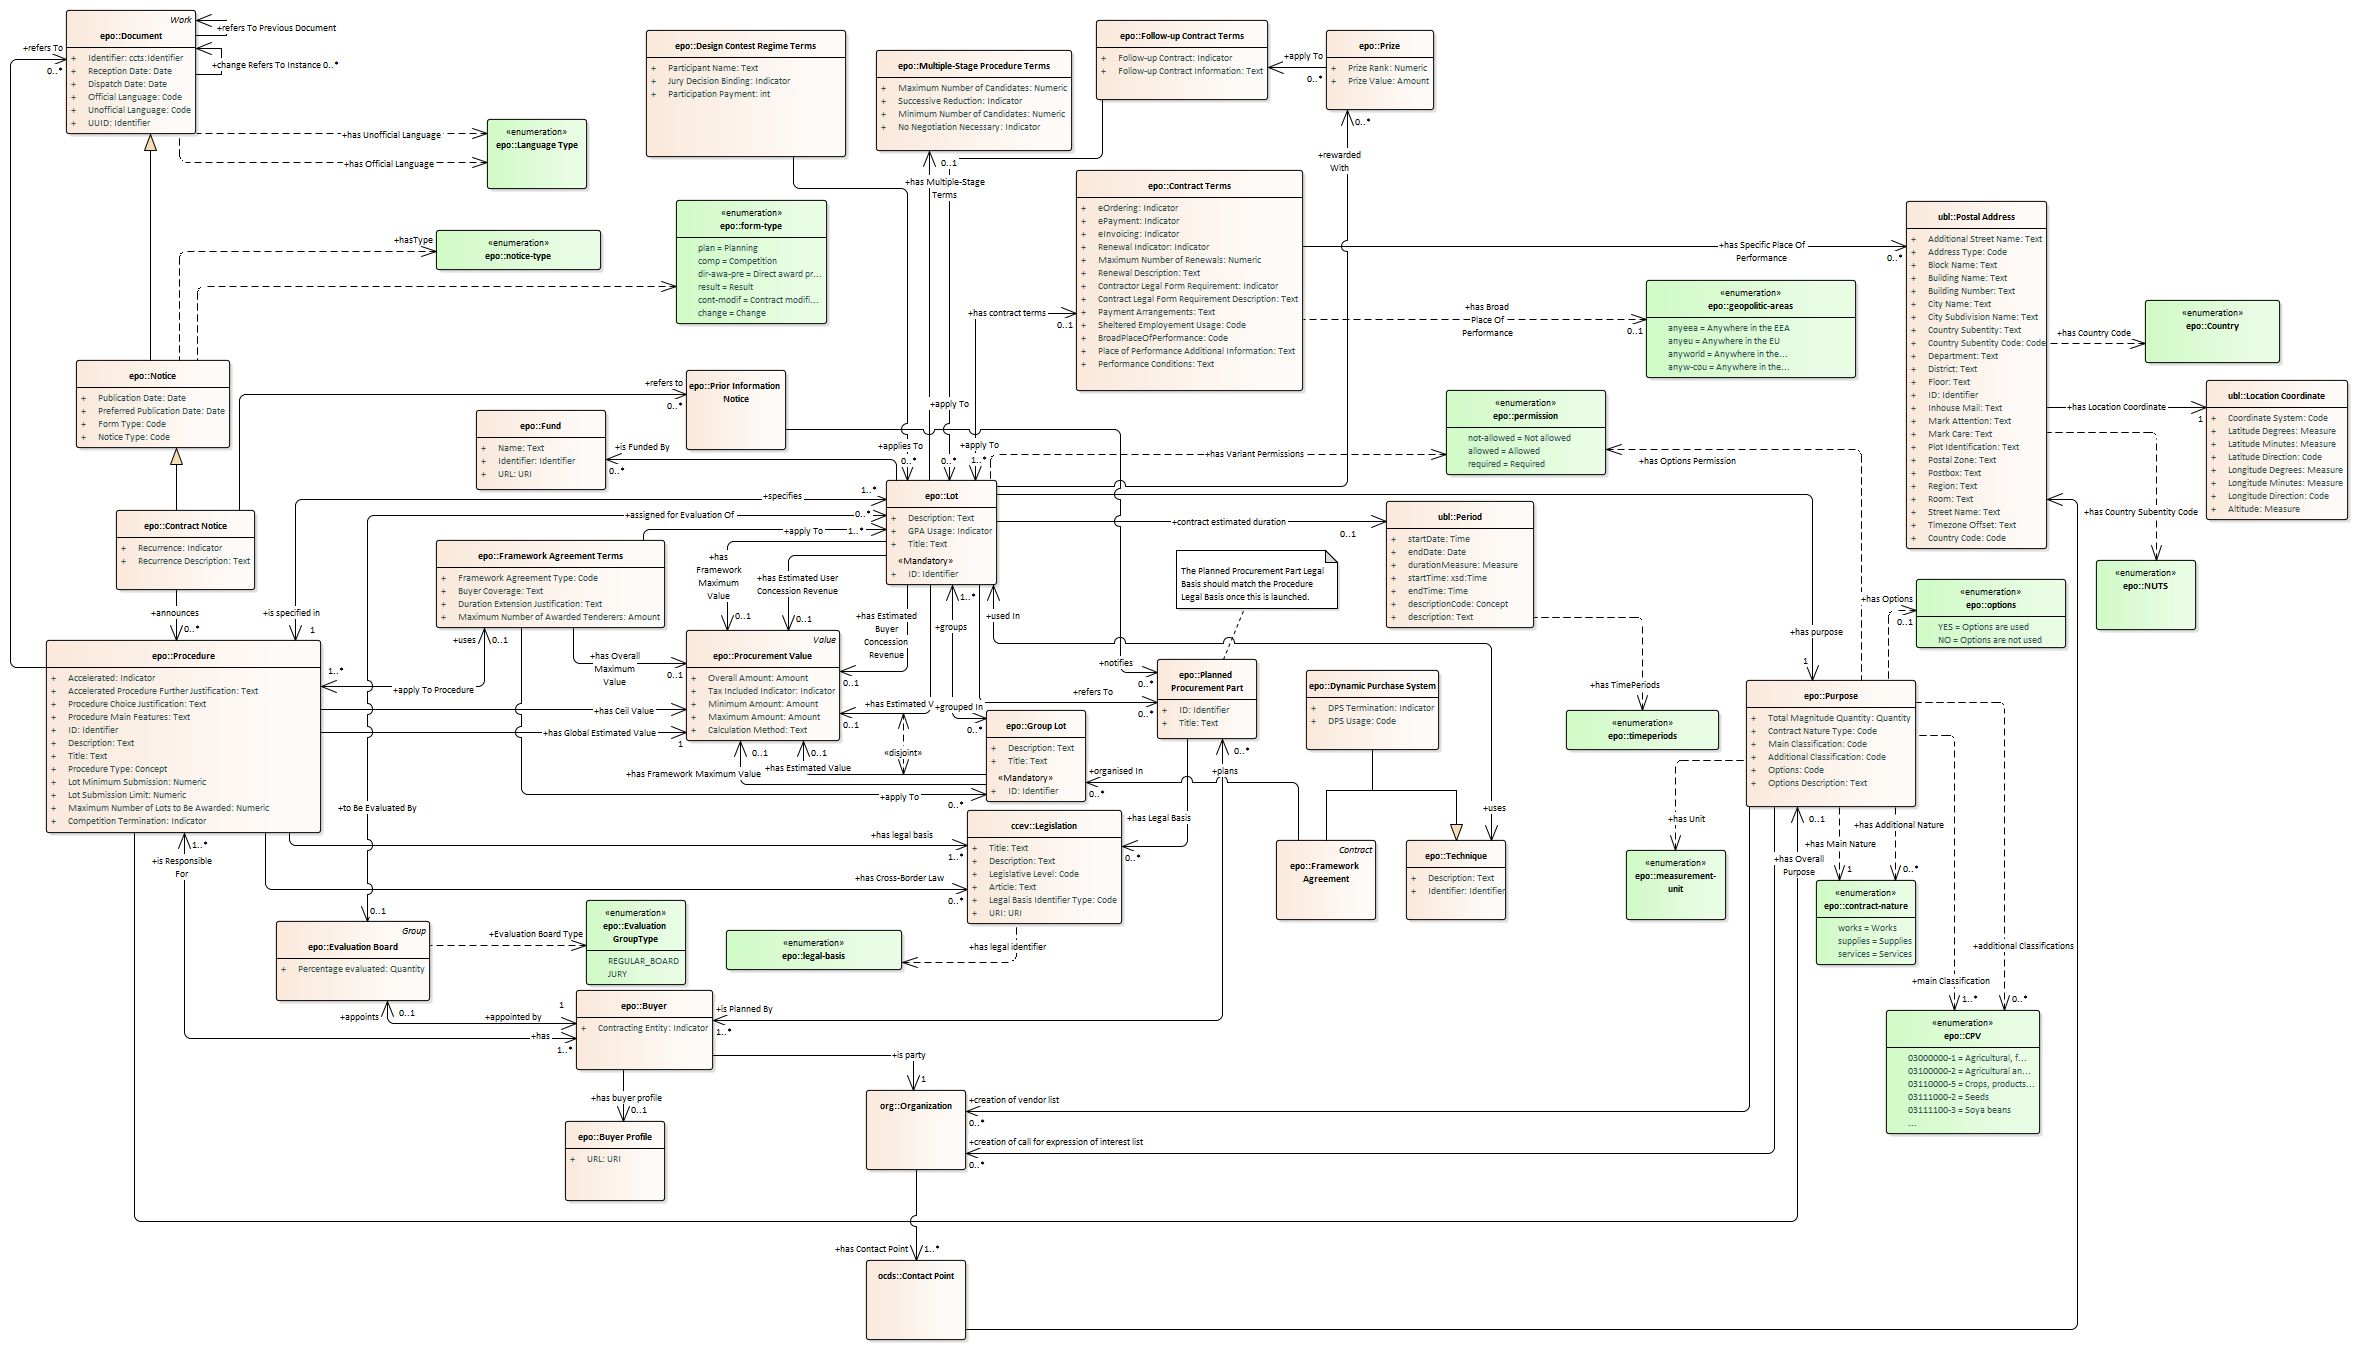 Work
epo::Document
+ Identifier: ccts:Identifier
+ Reception Date: Date
+ Dispatch Date: Date
+ Official Language: Code
+ Unofficial Language: Code
+ UUID: Identifier
+refers To
0..*
+refers To Previous Document
+change Refers To Instance 0..*
+has Unofficial Language
+has Official Language
«enumeration»
epo::Language Type
epo::Design Contest Regime Terms
+ Participant Name: Text
+ Jury Decision Binding: Indicator
+ Participation Payment: int
epo::Multiple-Stage Procedure Terms
+ Maximum Number of Candidates: Numeric
+ Successive Reduction: Indicator
+ Minimum Number of Candidates: Numeric
+ No Negotiation Necessary: Indicator
0..1
+has Multiple-Stage
Terms
epo::Follow-up Contract Terms
+ Follow-up Contract: Indicator
+ Follow-up Contract Information: Text
+apply To
0..*
epo::Prize
+ Prize Rank: Numeric
+ Prize Value: Amount
0..*
+rewarded
With
epo::Contract Terms
+ eOrdering: Indicator
+ ePayment: Indicator
+ eInvoicing: Indicator
+ Renewal Indicator: Indicator
+ Maximum Number of Renewals: Numeric
+ Renewal Description: Text
+ Contractor Legal Form Requirement: Indicator
+ Contract Legal Form Requirement Description: Text
+ Payment Arrangements: Text
+ Sheltered Employement Usage: Code
+ BroadPlaceOfPerformance: Code
+ Place of Performance Additional Information: Text
+ Performance Conditions: Text
+has contract terms
0..1
+has Specific Place Of
Performance
0..*
+has Broad
Place Of
Performance
0..1
«enumeration»
epo::geopolitic-areas
anyeea = Anywhere in the EEA
anyeu = Anywhere in the EU
anyworld = Anywhere in the...
anyw-cou = Anywhere in the...
ubl::Postal Address
+ Additional Street Name: Text
+ Address Type: Code
+ Block Name: Text
+ Building Name: Text
+ Building Number: Text
+ City Name: Text
+ City Subdivision Name: Text
+ Country Subentity: Text
+ Country Subentity Code: Code
+ Department: Text
+ District: Text
+ Floor: Text
+ ID: Identifier
+ Inhouse Mail: Text
+ Mark Attention: Text
+ Mark Care: Text
+ Plot Identification: Text
+ Postal Zone: Text
+ Postbox: Text
+ Region: Text
+ Room: Text
+ Street Name: Text
+ Timezone Offset: Text
+ Country Code: Code
+has Country Code
«enumeration»
epo::Country
+has Location Coordinate
1
ubl::Location Coordinate
+ Coordinate System: Code
+ Latitude Degrees: Measure
+ Latitude Minutes: Measure
+ Latitude Direction: Code
+ Longitude Degrees: Measure
+ Longitude Minutes: Measure
+ Longitude Direction: Code
+ Altitude: Measure
+has Country Subentity Code
«enumeration»
epo::NUTS
+hasType
«enumeration»
epo::notice-type
«enumeration»
epo::form-type
plan = Planning
comp = Competition
dir-awa-pre = Direct award pr...
result = Result
cont-modif = Contract modifi...
change = Change
epo::Notice
+ Publication Date: Date
+ Preferred Publication Date: Date
+ Form Type: Code
+ Notice Type: Code
+refers to
0..*
epo::Prior Information
Notice
epo::Fund
+ Name: Text
+ Identifier: Identifier
+ URL: URI
+is Funded By
0..*
+applies To
0..*
+apply To
0..*
+apply To
1..*
+has Variant Permissions
«enumeration»
epo::permission
not-allowed = Not allowed
allowed = Allowed
required = Required
+has Options Permission
epo::Contract Notice
+ Recurrence: Indicator
+ Recurrence Description: Text
+announces
0..*
+specifies
1..*
+is specified in
1
+assigned for Evaluation Of
0..*
+apply To
1..*
epo::Lot
+ Description: Text
+ GPA Usage: Indicator
+ Title: Text
«Mandatory»
+ ID: Identifier
+contract estimated duration
0..1
ubl::Period
+ startDate: Time
+ endDate: Date
+ durationMeasure: Measure
+ startTime: xsd:Time
+ endTime: Time
+ descriptionCode: Concept
+ description: Text
The Planned Procurement Part Legal
Basis should match the Procedure
Legal Basis once this is launched.
epo::Framework Agreement Terms
+ Framework Agreement Type: Code
+ Buyer Coverage: Text
+ Duration Extension Justification: Text
+ Maximum Number of Awarded Tenderers: Amount
+uses
0..1
+has
Framework
Maximum
Value
0..1
+has Estimated User
Concession Revenue
0..1
+has Estimated
Buyer
Concession
Revenue
0..1
+groups
1..*
+used In
+has Overall
Maximum
Value
0..1
Value
epo::Procurement Value
+ Overall Amount: Amount
+ Tax Included Indicator: Indicator
+ Minimum Amount: Amount
+ Maximum Amount: Amount
+ Calculation Method: Text
+has Estimated V
0..1
+grouped In
0..*
«disjoint»
epo::Group Lot
+ Description: Text
+ Title: Text
«Mandatory»
+ ID: Identifier
+notifies
0..*
+refers To
0..*
epo::Planned
Procurement Part
+ ID: Identifier
+ Title: Text
epo::Dynamic Purchase System
+ DPS Termination: Indicator
+ DPS Usage: Code
+has TimePeriods
«enumeration»
epo::timeperiods
+has purpose
1
+has Options
0..1
«enumeration»
epo::options
YES = Options are used
NO = Options are not used
epo::Purpose
+ Total Magnitude Quantity: Quantity
+ Contract Nature Type: Code
+ Main Classification: Code
+ Additional Classification: Code
+ Options: Code
+ Options Description: Text
epo::Procedure
+ Accelerated: Indicator
+ Accelerated Procedure Further Justification: Text
+ Procedure Choice Justification: Text
+ Procedure Main Features: Text
+ ID: Identifier
+ Description: Text
+ Title: Text
+ Procedure Type: Concept
+ Lot Minimum Submission: Numeric
+ Lot Submission Limit: Numeric
+ Maximum Number of Lots to Be Awarded: Numeric
+ Competition Termination: Indicator
1..*
+apply To Procedure
+has Ceil Value
+has Global Estimated Value
1
+has Framework Maximum Value
0..1
+has Estimated Value
0..1
+apply To
0..*
+organised In
0..*
+plans
0..*
+to Be Evaluated By
0..1
+has legal basis
1..*
+has Cross-Border Law
0..*
ccev::Legislation
+ Title: Text
+ Description: Text
+ Legislative Level: Code
+ Article: Text
+ Legal Basis Identifier Type: Code
+ URI: URI
+has Legal Basis
0..*
Contract
epo::Framework
Agreement
+uses
epo::Technique
+ Description: Text
+ Identifier: Identifier
+has Unit
«enumeration»
epo::measurement-
unit
+has Overall
Purpose
0..1
+has Main Nature
1
+has Additional Nature
0..*
«enumeration»
epo::contract-nature
works = Works
supplies = Supplies
services = Services
+additional Classifications
0..*
+main Classification
1..*
«enumeration»
epo::CPV
03000000-1 = Agricultural, f...
03100000-2 = Agricultural an...
03110000-5 = Crops, products...
03111000-2 = Seeds
03111100-3 = Soya beans
...
1..*
+is Responsible
For
Group
epo::Evaluation Board
+ Percentage evaluated: Quantity
+Evaluation Board Type
«enumeration»
epo::Evaluation
GroupType
REGULAR_BOARD
JURY
«enumeration»
epo::legal-basis
+has legal identifier
+appoints
0..1
+appointed by
1
+has
1..*
epo::Buyer
+ Contracting Entity: Indicator
+is Planned By
1..*
+is party
1
+has buyer profile
0..1
epo::Buyer Profile
+ URL: URI
org::Organization
+creation of vendor list
0..*
+creation of call for expression of interest list
0..*
+has Contact Point
1..*
ocds::Contact Point